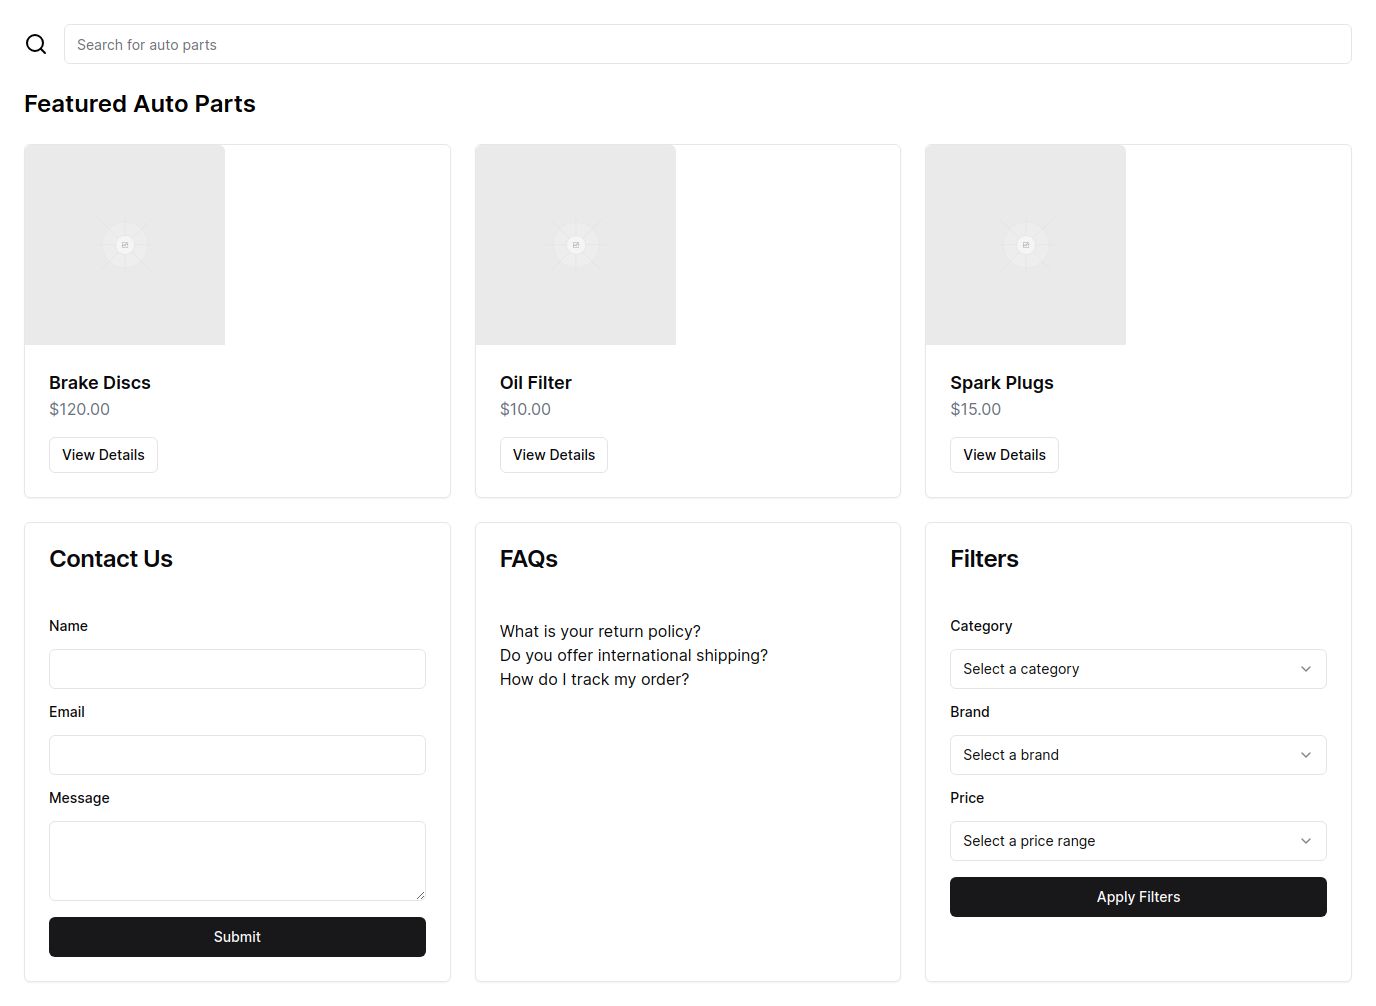 Search for auto parts
Featured Auto Parts
Brake Discs
$120.00
View Details
Oil Filter
$10.00
View Details
Spark Plugs
$15.00
View Details
Contact Us
Name
Email
Message
Submit
FAQs
What is your return policy?
Do you offer international shipping?
How do I track my order?
Filters
Category
Select a category
Brand
Select a brand
Price
Select a price range
Apply Filters